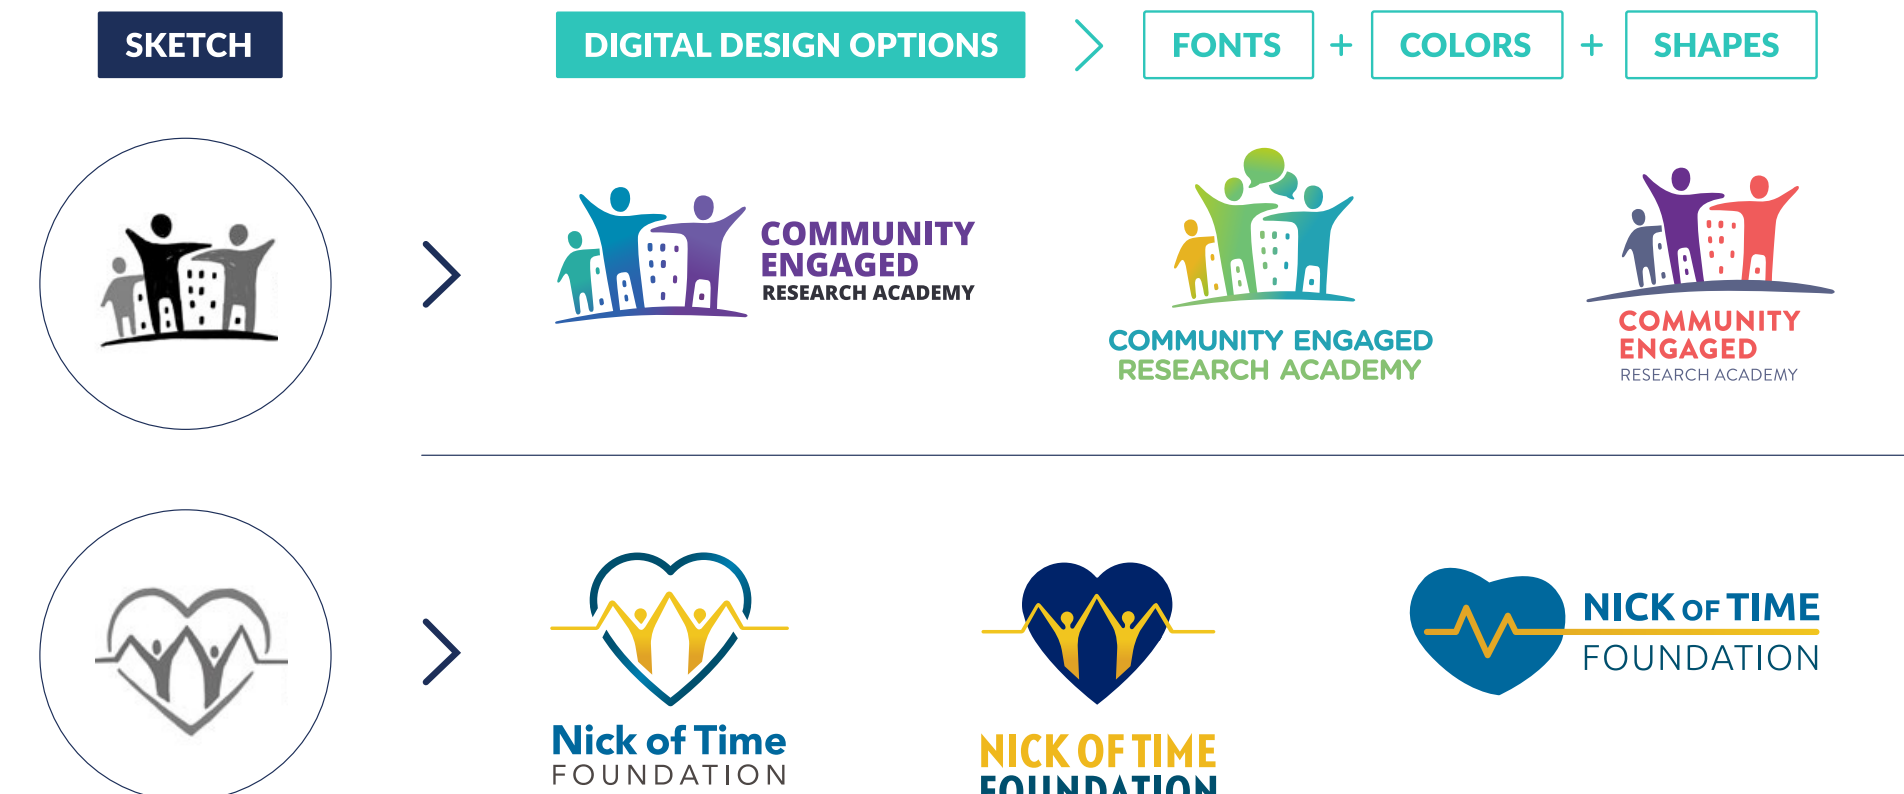 SKETCH
DIGITAL DESIGN OPTIONS
FONTS + COLORS + SHAPES
COMMUNITY
ENGAGED
RESEARCH ACADEMY
COMMUNITY ENGAGED
RESEARCH ACADEMY
COMMUNITY
ENGAGED
RESEARCH ACADEMY
Nick of Time
FOUNDATION
NICK OF TIME
FOUNDATION
NICK OF TIME
FOUNDATION